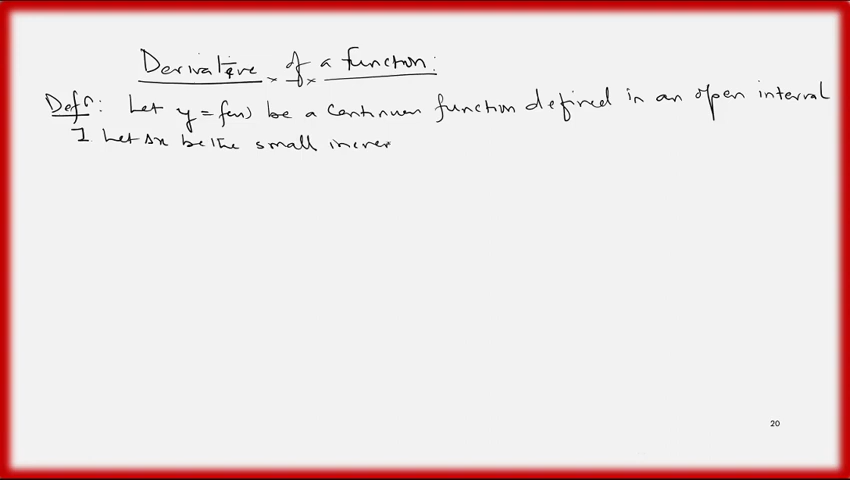 Derivative of a function:
Defn: Let y = f(x) be a continuous function defined in an open interval
I Let Δx be the small increr
20